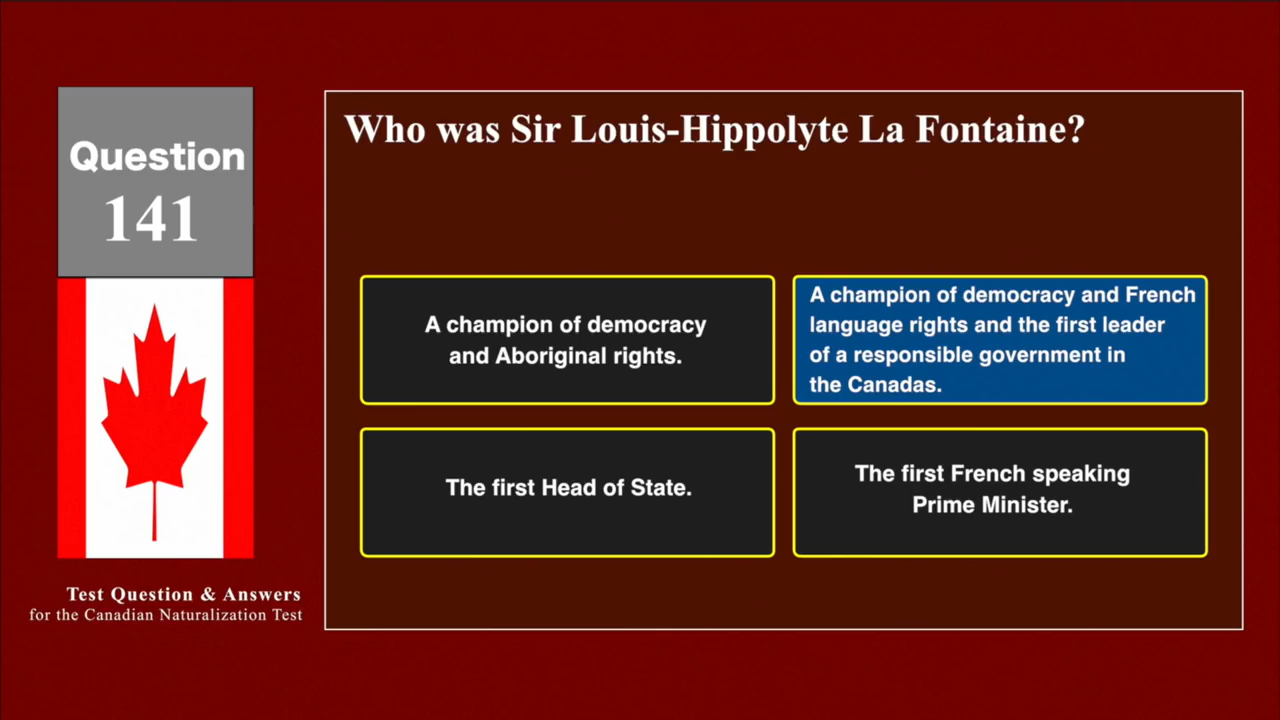 Question
141
Test Question & Answers
for the Canadian Naturalization Test
Who was Sir Louis-Hippolyte La Fontaine?
A champion of democracy
and Aboriginal rights.
A champion of democracy and French
language rights and the first leader
of a responsible government in
the Canadas.
The first Head of State.
The first French speaking
Prime Minister.